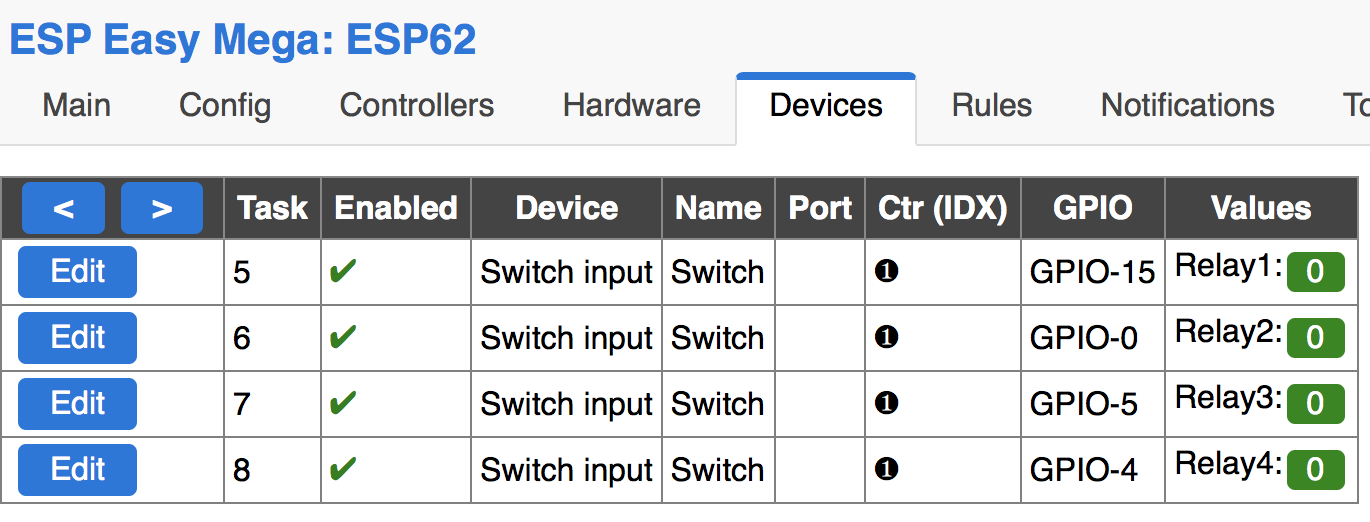 ESP Easy Mega: ESP62
Main Config Controllers Hardware Devices Rules Notifications
< > Task Enabled Device Name Port Ctr (IDX) GPIO Values
Edit 5 ✔ Switch input Switch ❶ GPIO-15 Relay1: 0
Edit 6 ✔ Switch input Switch ❶ GPIO-0 Relay2: 0
Edit 7 ✔ Switch input Switch ❶ GPIO-5 Relay3: 0
Edit 8 ✔ Switch input Switch ❶ GPIO-4 Relay4: 0